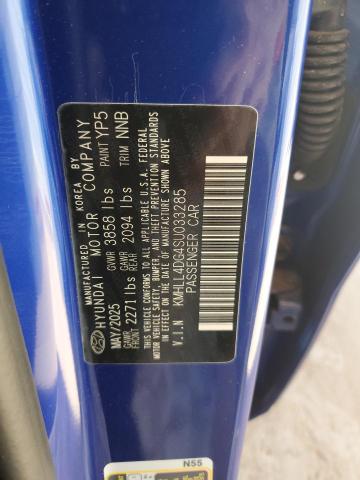 MANUFACTURED IN KOREA BY
HYUNDAI MOTOR COMPANY
MAY/2025 GVWR 3858 lbs PAINT YP5
GAWR FRONT 2271 lbs GAWR REAR 2094 lbs TRIM NNB
THIS VEHICLE CONFORMS TO ALL APPLICABLE U.S.A. FEDERAL
MOTOR VEHICLE SAFETY, BUMPER, AND THEFT PREVENTION STANDARDS
IN EFFECT ON THE DATE OF MANUFACTURE SHOWN ABOVE.
V.I.N KMHLL4DG4SU033285
PASSENGER CAR
N55